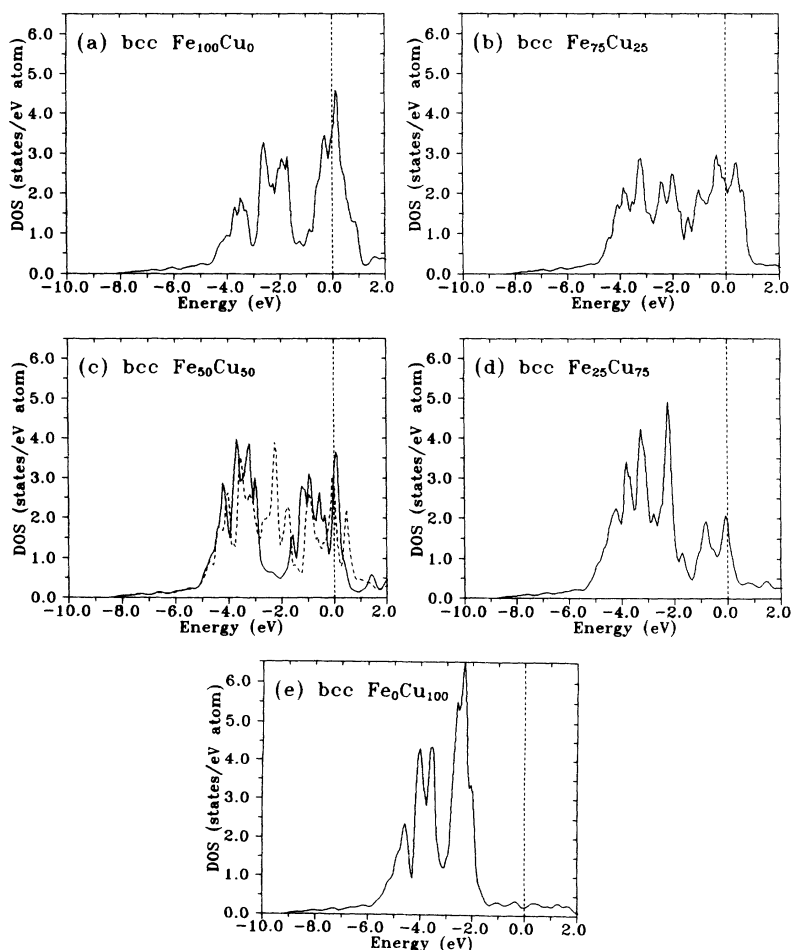 (a) bcc Fe₁₀₀Cu₀
DOS (states/eV atom)
6.0
5.0
4.0
3.0
2.0
1.0
0.0
-10.0 -8.0 -6.0 -4.0 -2.0 0.0 2.0
Energy (eV)
(b) bcc Fe₇₅Cu₂₅
DOS (states/eV atom)
6.0
5.0
4.0
3.0
2.0
1.0
0.0
-10.0 -8.0 -6.0 -4.0 -2.0 0.0 2.0
Energy (eV)
(c) bcc Fe₅₀Cu₅₀
DOS (states/eV atom)
6.0
5.0
4.0
3.0
2.0
1.0
0.0
-10.0 -8.0 -6.0 -4.0 -2.0 0.0 2.0
Energy (eV)
(d) bcc Fe₂₅Cu₇₅
DOS (states/eV atom)
6.0
5.0
4.0
3.0
2.0
1.0
0.0
-10.0 -8.0 -6.0 -4.0 -2.0 0.0 2.0
Energy (eV)
(e) bcc Fe₀Cu₁₀₀
DOS (states/eV atom)
6.0
5.0
4.0
3.0
2.0
1.0
0.0
-10.0 -8.0 -6.0 -4.0 -2.0 0.0 2.0
Energy (eV)